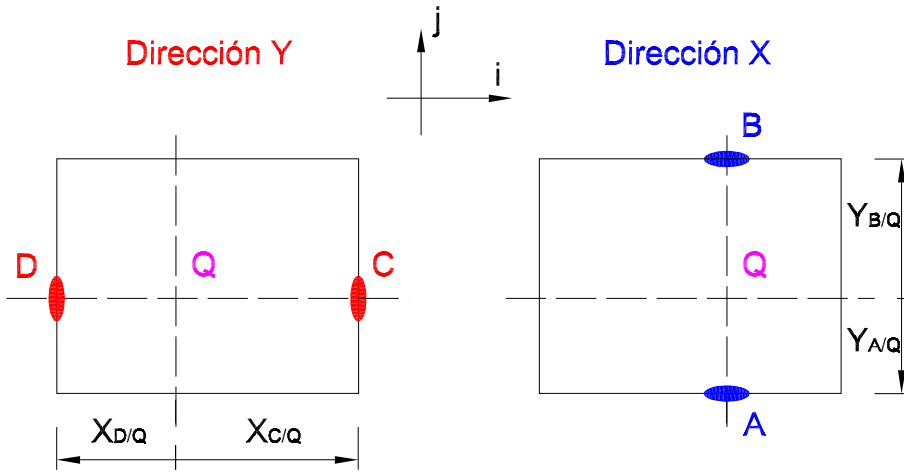 Dirección Y
j
i
Dirección X
B
D
Q
C
Q
YB/Q
YA/Q
XD/Q
XC/Q
A